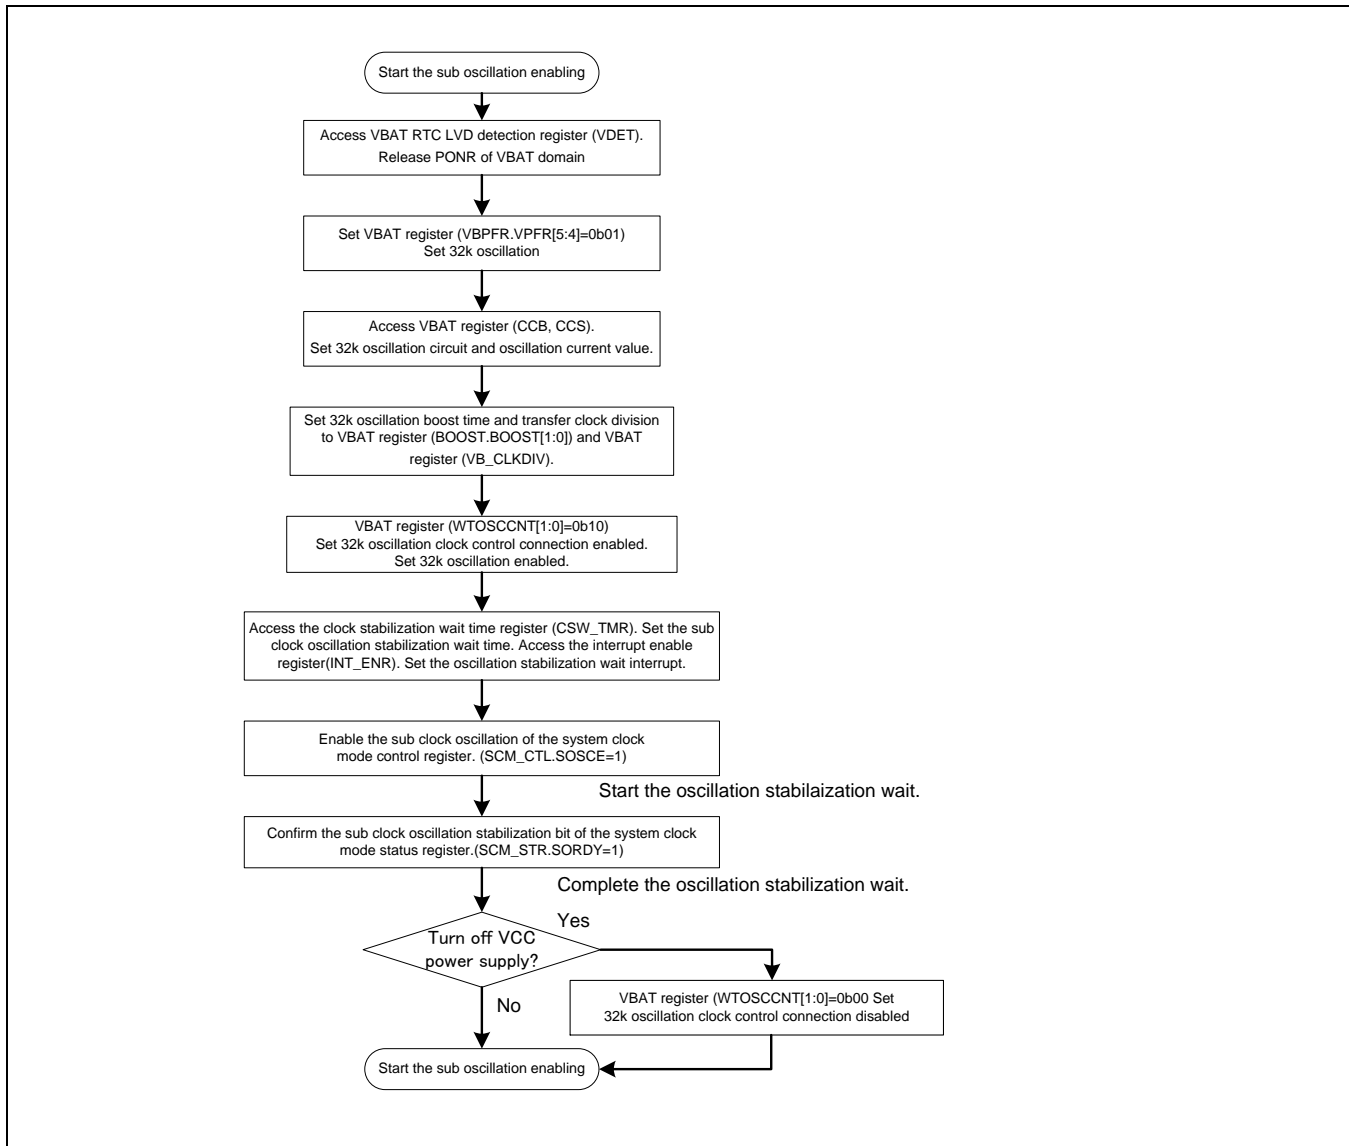 Start the sub oscillation enabling
Access VBAT RTC LVD detection register (VDET).
Release PONR of VBAT domain
Set VBAT register (VBPFR.VPFR[5:4]=0b01)
Set 32k oscillation
Access VBAT register (CCB, CCS).
Set 32k oscillation circuit and oscillation current value.
Set 32k oscillation boost time and transfer clock division
to VBAT register (BOOST.BOOST[1:0]) and VBAT
register (VB_CLKDIV).
VBAT register (WTOSCCNT[1:0]=0b10)
Set 32k oscillation clock control connection enabled.
Set 32k oscillation enabled.
Access the clock stabilization wait time register (CSW_TMR). Set the sub
clock oscillation stabilization wait time. Access the interrupt enable
register(INT_ENR). Set the oscillation stabilization wait interrupt.
Enable the sub clock oscillation of the system clock
mode control register. (SCM_CTL.SOSCE=1)
Start the oscillation stabilaization wait.
Confirm the sub clock oscillation stabilization bit of the system clock
mode status register.(SCM_STR.SORDY=1)
Complete the oscillation stabilization wait.
Yes
Turn off VCC
power supply?
No
VBAT register (WTOSCCNT[1:0]=0b00 Set
32k oscillation clock control connection disabled
Start the sub oscillation enabling